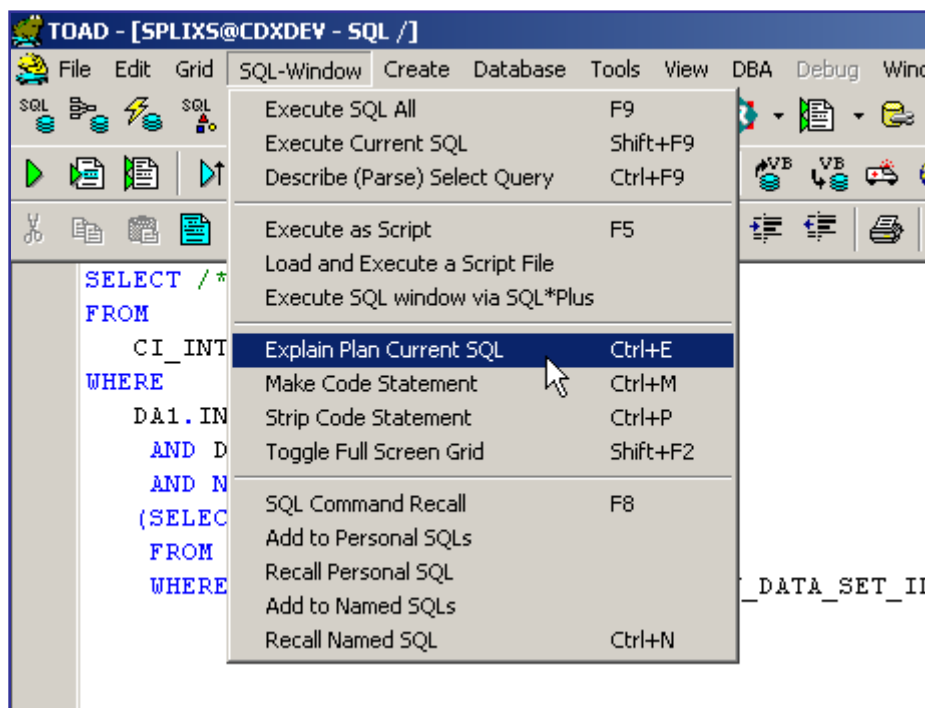 TOAD - [SPLIXS@CDXDEV - SQL /]
File Edit Grid SQL-Window Create Database Tools View DBA Debug Wind
SQL SQL
Execute SQL All F9
Execute Current SQL Shift+F9
Describe (Parse) Select Query Ctrl+F9
VB VB
Execute as Script F5
Load and Execute a Script File
Execute SQL window via SQL*Plus
Explain Plan Current SQL Ctrl+E
Make Code Statement Ctrl+M
Strip Code Statement Ctrl+P
Toggle Full Screen Grid Shift+F2
SQL Command Recall F8
Add to Personal SQLs
Recall Personal SQL
Add to Named SQLs
Recall Named SQL Ctrl+N
SELECT /*
FROM
CI_INT
WHERE
DA1.IN
AND D
AND N
(SELEC
FROM
WHERE _DATA_SET_I